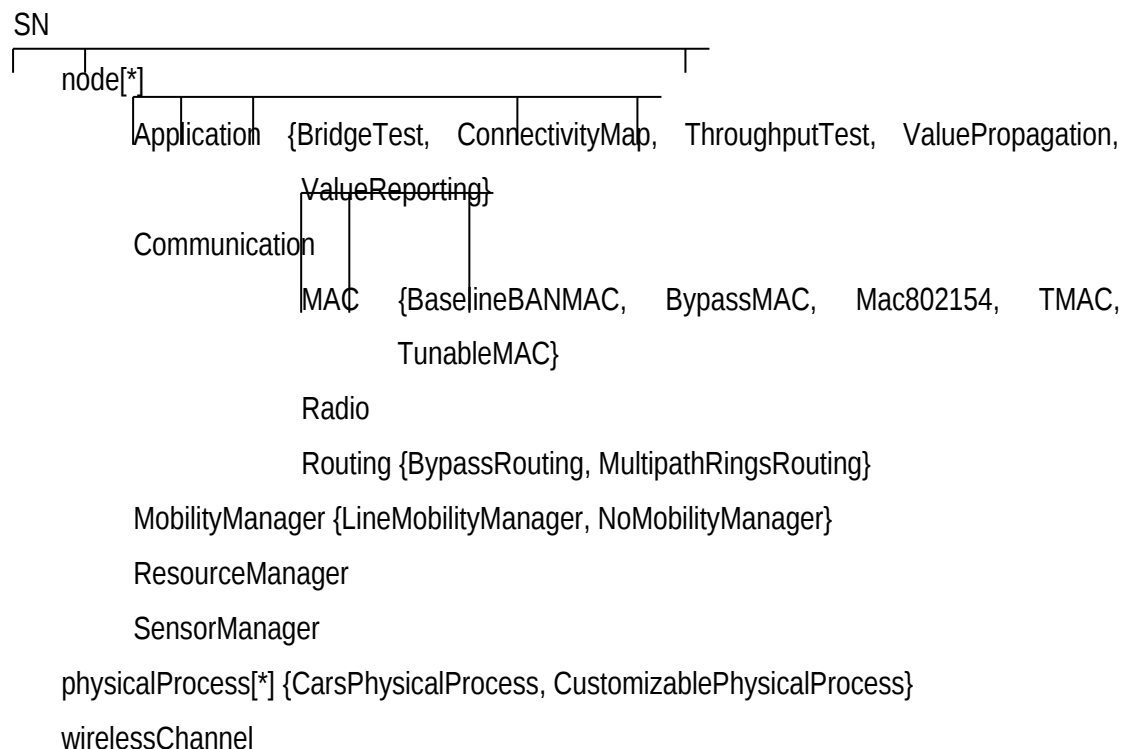 SN
node[*]
Application {BridgeTest, ConnectivityMap, ThroughputTest, ValuePropagation,
ValueReporting}
Communication
MAC {BaselineBANMAC, BypassMAC, Mac802154, TMAC,
TunableMAC}
Radio
Routing {BypassRouting, MultipathRingsRouting}
MobilityManager {LineMobilityManager, NoMobilityManager}
ResourceManager
SensorManager
physicalProcess[*] {CarsPhysicalProcess, CustomizablePhysicalProcess}
wirelessChannel